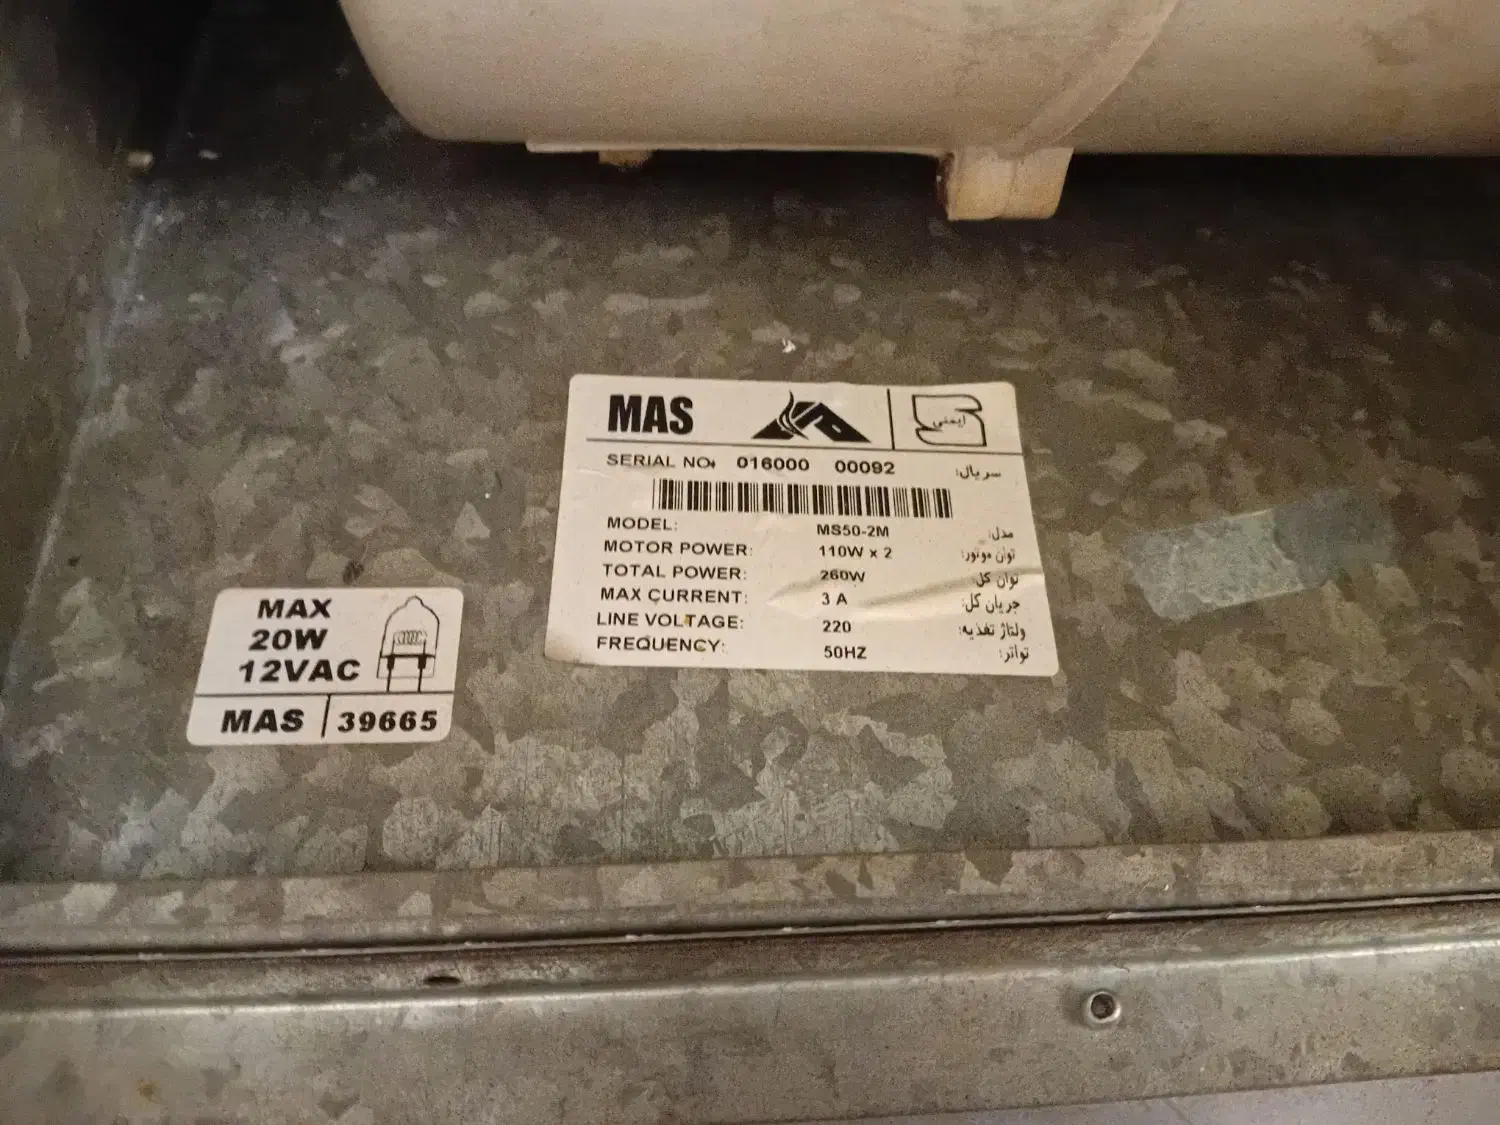 MAS
ایمنی
SERIAL NO: 016000 00092 سریال:
MODEL: MS50-2M مدل:
MOTOR POWER: 110W x 2 توان موتور:
TOTAL POWER: 260W توان کل:
MAX CURRENT: 3 A جریان کل:
LINE VOLTAGE: 220 ولتاژ تغذیه:
FREQUENCY: 50HZ تواتر:
MAX
20W
12VAC
MAS 39665